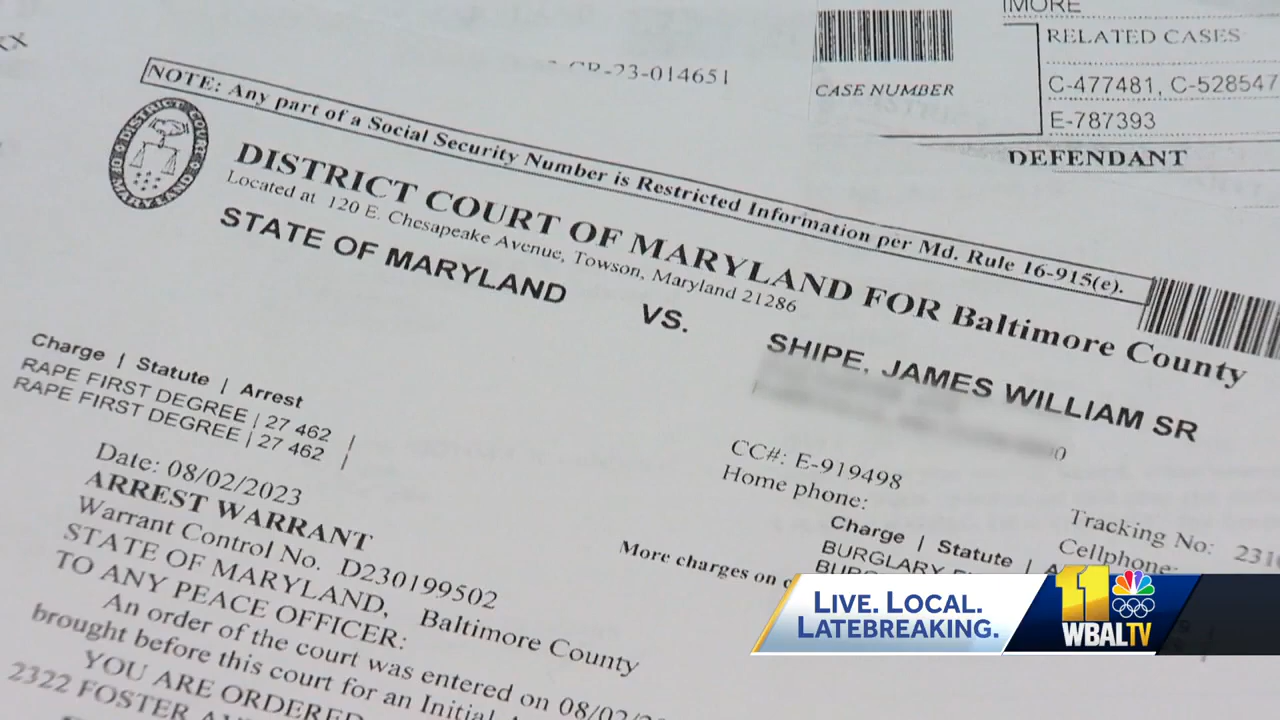 IMORE
RELATED CASES
CR-23-014651
CASE NUMBER
C-477481, C-528547
E-787393
DEFENDANT
NOTE: Any part of a Social Security Number is Restricted Information per Md. Rule 16-915(e).
DISTRICT COURT OF MARYLAND FOR Baltimore County
Located at 120 E. Chesapeake Avenue, Towson, Maryland 21286
STATE OF MARYLAND VS. SHIPE, JAMES WILLIAM SR
Charge | Statute | Arrest
RAPE FIRST DEGREE | 27 462 |
RAPE FIRST DEGREE | 27 462 |
CC#: E-919498
Home phone:
Tracking No: 231
Cellphone:
Date: 08/02/2023
ARREST WARRANT
Warrant Control No. D230199502
More charges on
Charge | Statute | A
BURGLARY
STATE OF MARYLAND, Baltimore County
TO ANY PEACE OFFICER:
An order of the court was entered on 08/02/2
brought before this court for an Initial
YOU ARE ORDERED
2322 FOSTER
LIVE. LOCAL.
LATEBREAKING.
11
WBALTV